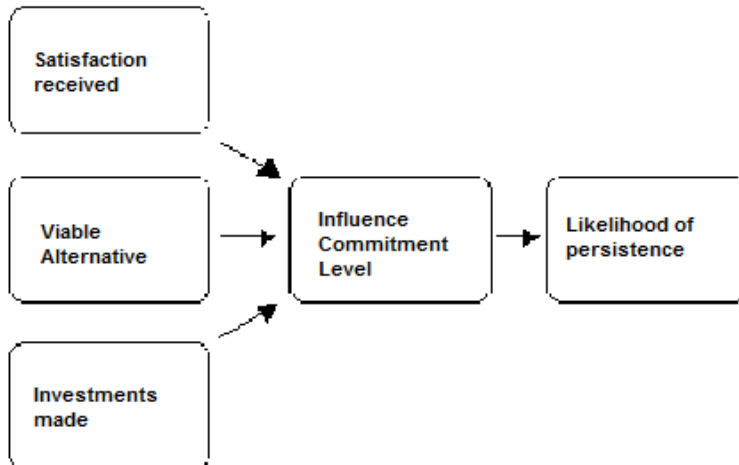 Satisfaction
received
Viable
Alternative
Investments
made
Influence
Commitment
Level
Likelihood of
persistence